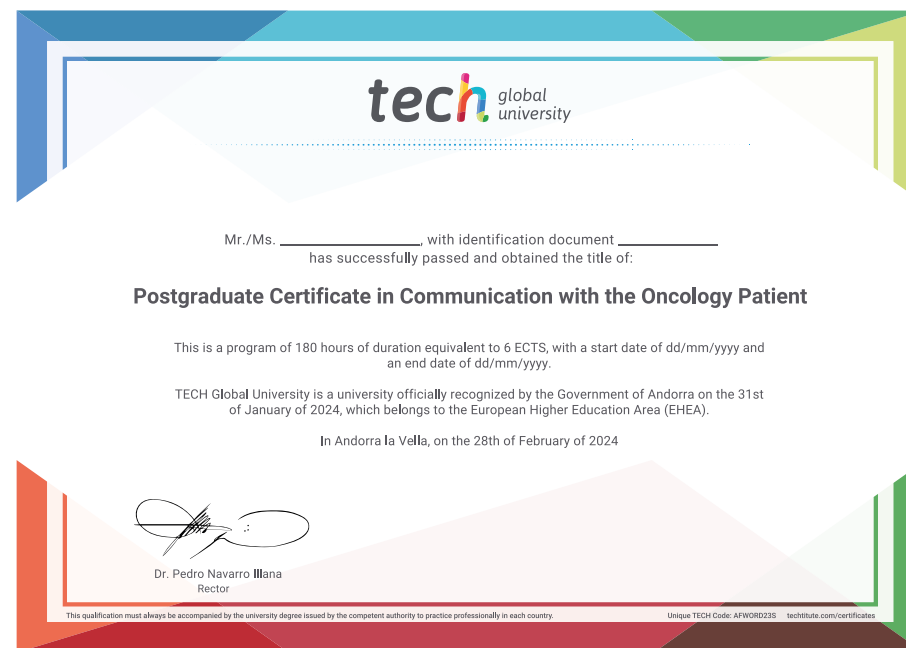 tech global
university
Mr./Ms. ____________________, with identification document ______________
has successfully passed and obtained the title of:
Postgraduate Certificate in Communication with the Oncology Patient
This is a program of 180 hours of duration equivalent to 6 ECTS, with a start date of dd/mm/yyyy and
an end date of dd/mm/yyyy.
TECH Global University is a university officially recognized by the Government of Andorra on the 31st
of January of 2024, which belongs to the European Higher Education Area (EHEA).
In Andorra la Vella, on the 28th of February of 2024
Dr. Pedro Navarro Illana
Rector
This qualification must always be accompanied by the university degree issued by the competent authority to practice professionally in each country. Unique TECH Code: AFWORD23S techtitute.com/certificates